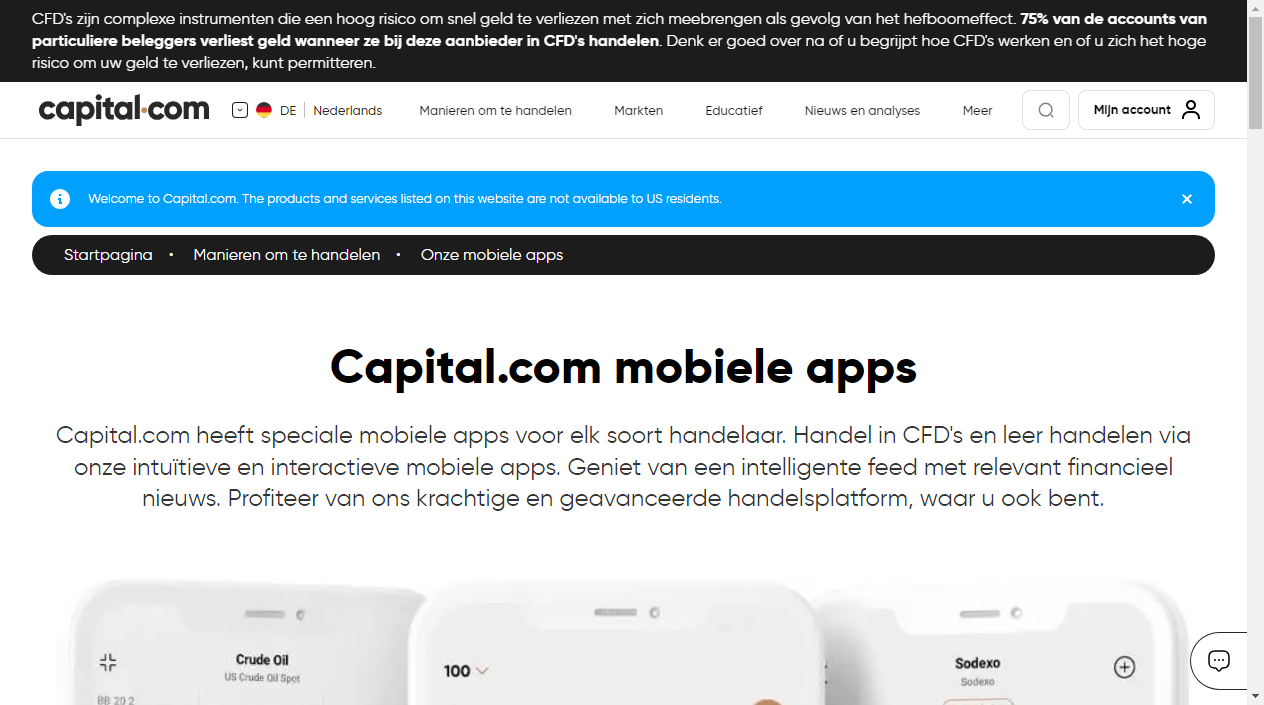 CFD's zijn complexe instrumenten die een hoog risico om snel geld te verliezen met zich meebrengen als gevolg van het hefboomeffect. 75% van de accounts van
particuliere beleggers verliest geld wanneer ze bij deze aanbieder in CFD's handelen. Denk er goed over na of u begrijpt hoe CFD's werken en of u zich het hoge
risico om uw geld te verliezen, kunt permitteren.
capital.com DE Nederlands Manieren om te handelen Markten Educatief Nieuws en analyses Meer Mijn account
Welcome to Capital.com. The products and services listed on this website are not available to US residents.
Startpagina • Manieren om te handelen • Onze mobiele apps
Capital.com mobiele apps
Capital.com heeft speciale mobiele apps voor elk soort handelaar. Handel in CFD's en leer handelen via
onze intuïtieve en interactieve mobiele apps. Geniet van een intelligente feed met relevant financieel
nieuws. Profiteer van ons krachtige en geavanceerde handelsplatform, waar u ook bent.
Crude Oil
US Crude Oil Spot
BB 20 2
100
Sodexo
Sodexo